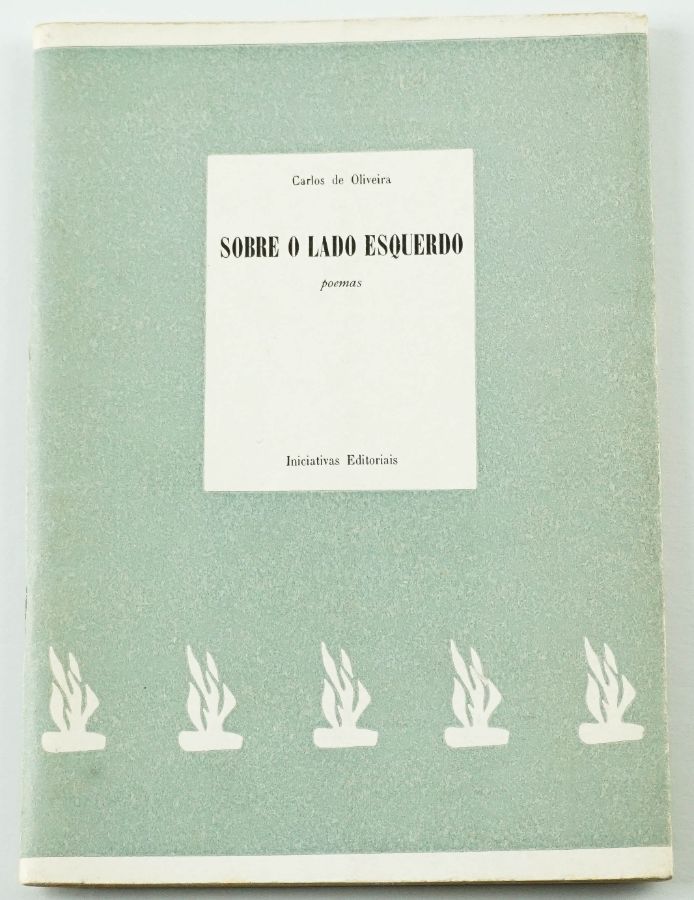 Carlos de Oliveira
SOBRE O LADO ESQUERDO
poemas
Iniciativas Editoriais